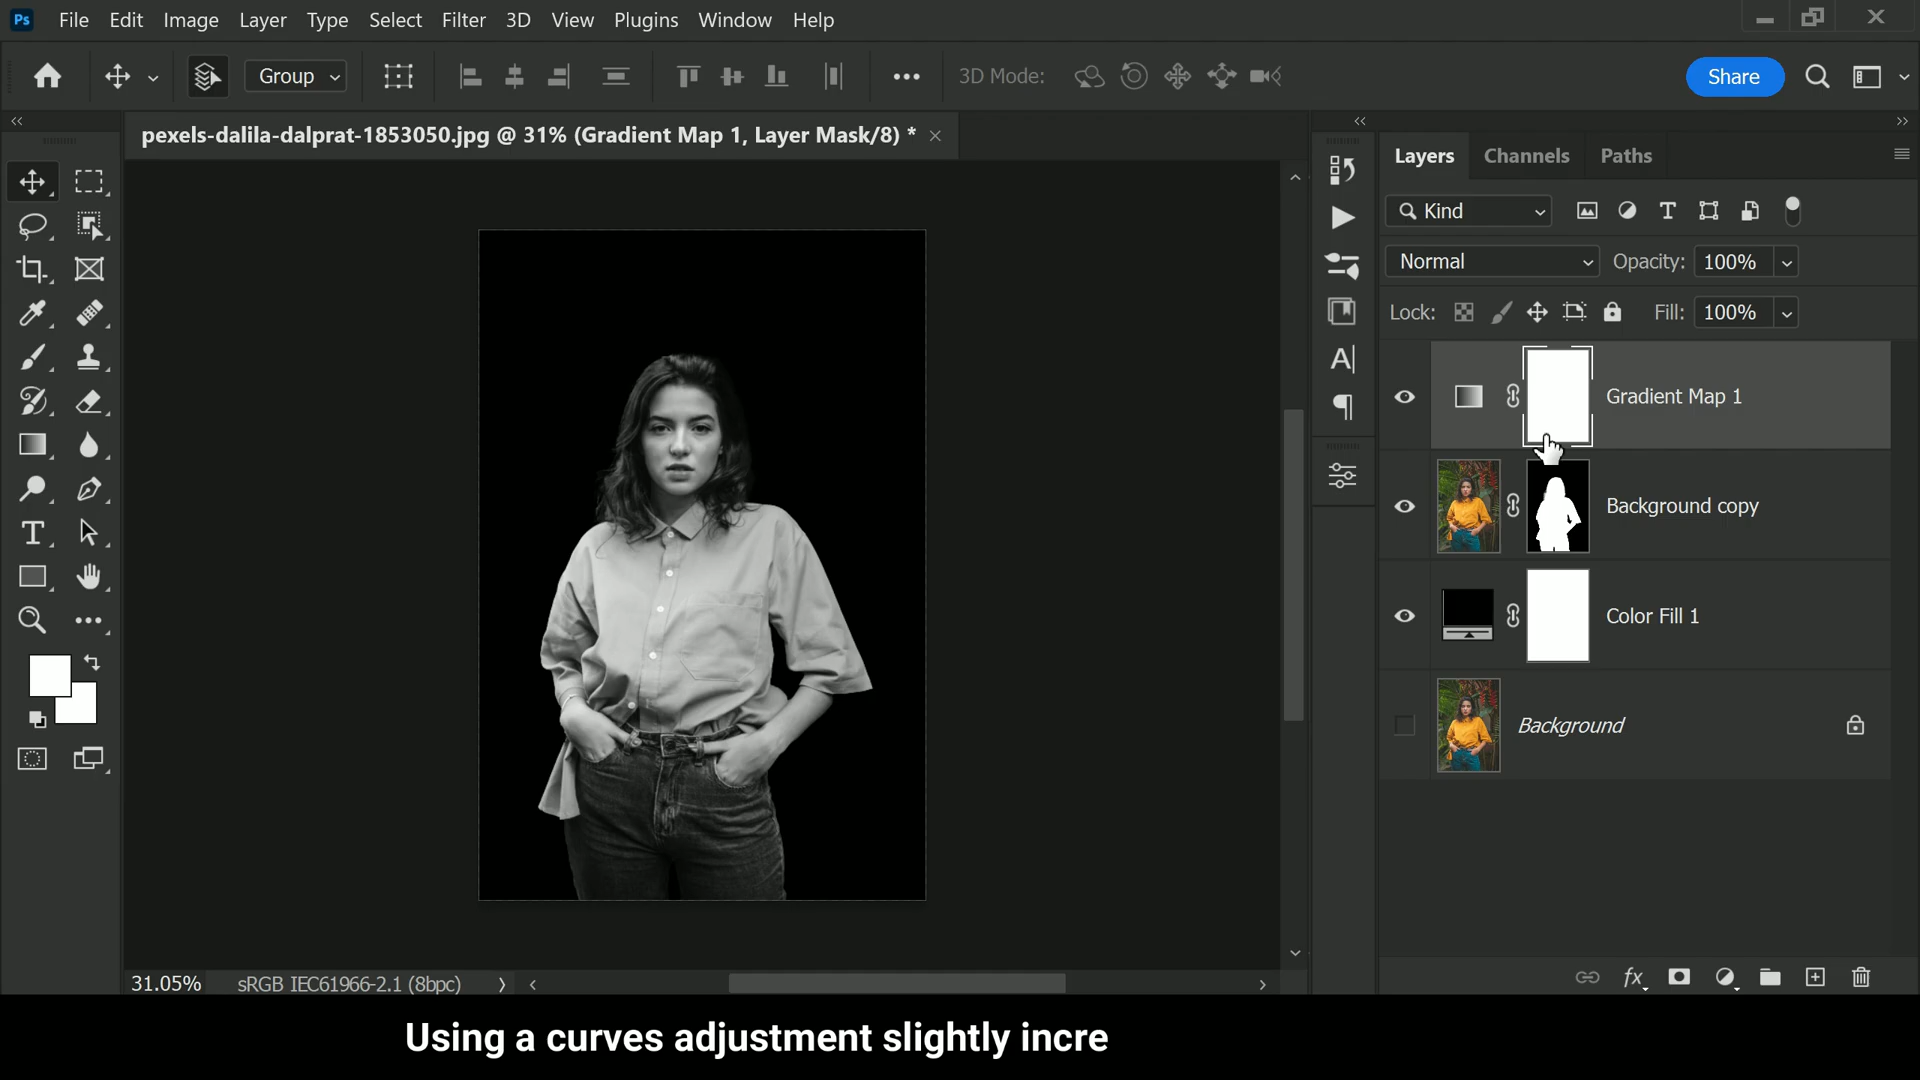 Ps File Edit Image Layer Type Select Filter 3D View Plugins Window Help
Group 3D Mode: Share
pexels-dalila-dalprat-1853050.jpg @ 31% (Gradient Map 1, Layer Mask/8) *
Layers Channels Paths
Kind
Normal Opacity: 100%
Lock: Fill: 100%
Gradient Map 1
Background copy
Color Fill 1
Background
31.05% sRGB IEC61966-2.1 (8bpc)
Using a curves adjustment slightly incre